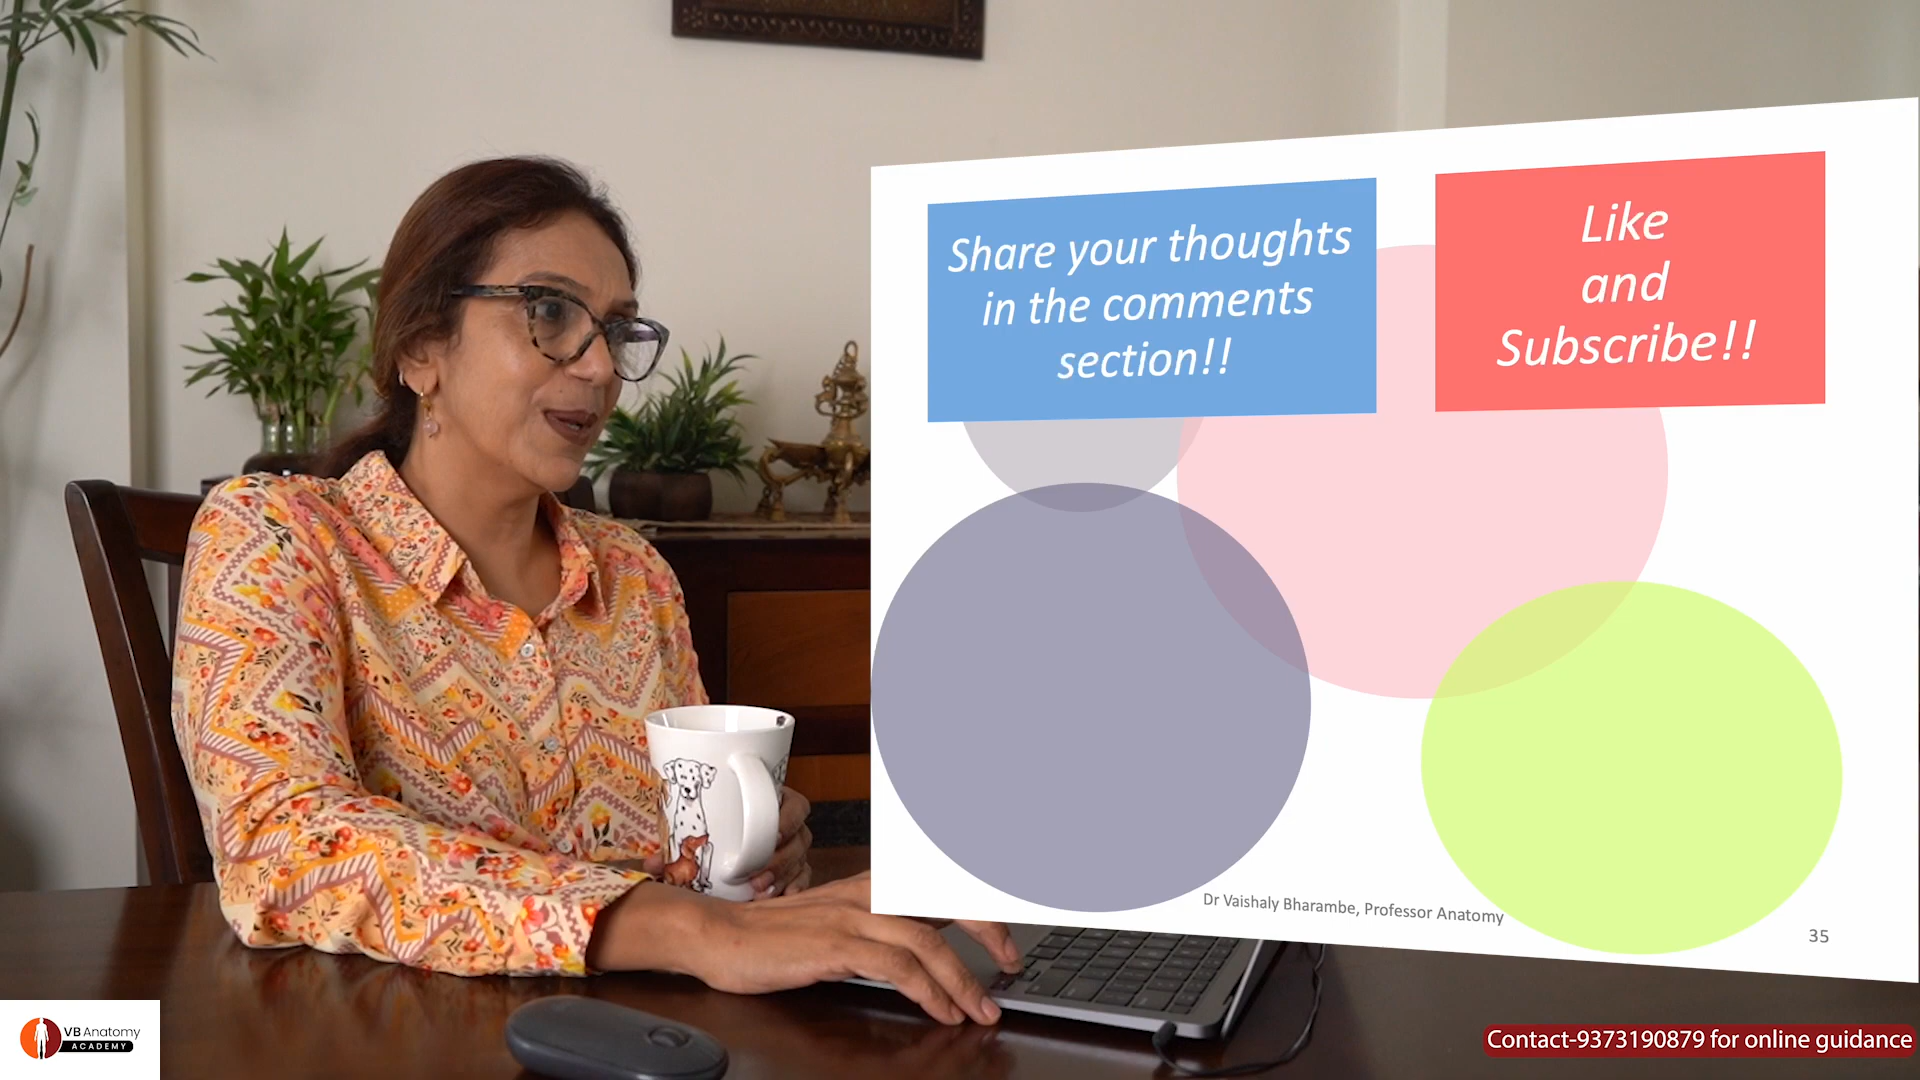 Share your thoughts
in the comments
section!!
Like
and
Subscribe!!
Dr Vaishaly Bharambe, Professor Anatomy
35
VB Anatomy
ACADEMY
Contact-9373190879 for online guidance